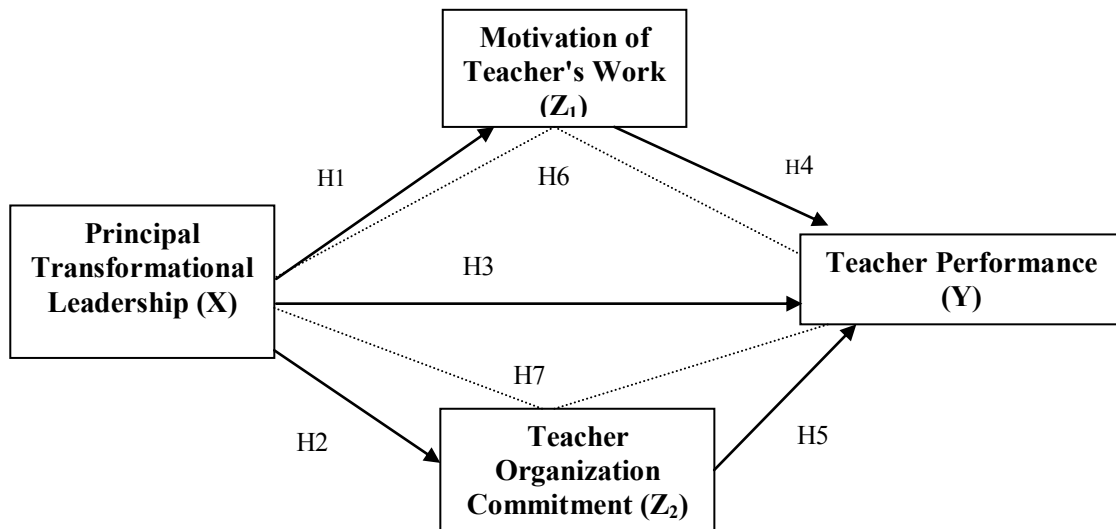 Motivation of
Teacher's Work
(Z₁)
H1
H6
H4
Principal
Transformational
Leadership (X)
H3
Teacher Performance
(Y)
H7
H2
Teacher
Organization
Commitment (Z₂)
H5